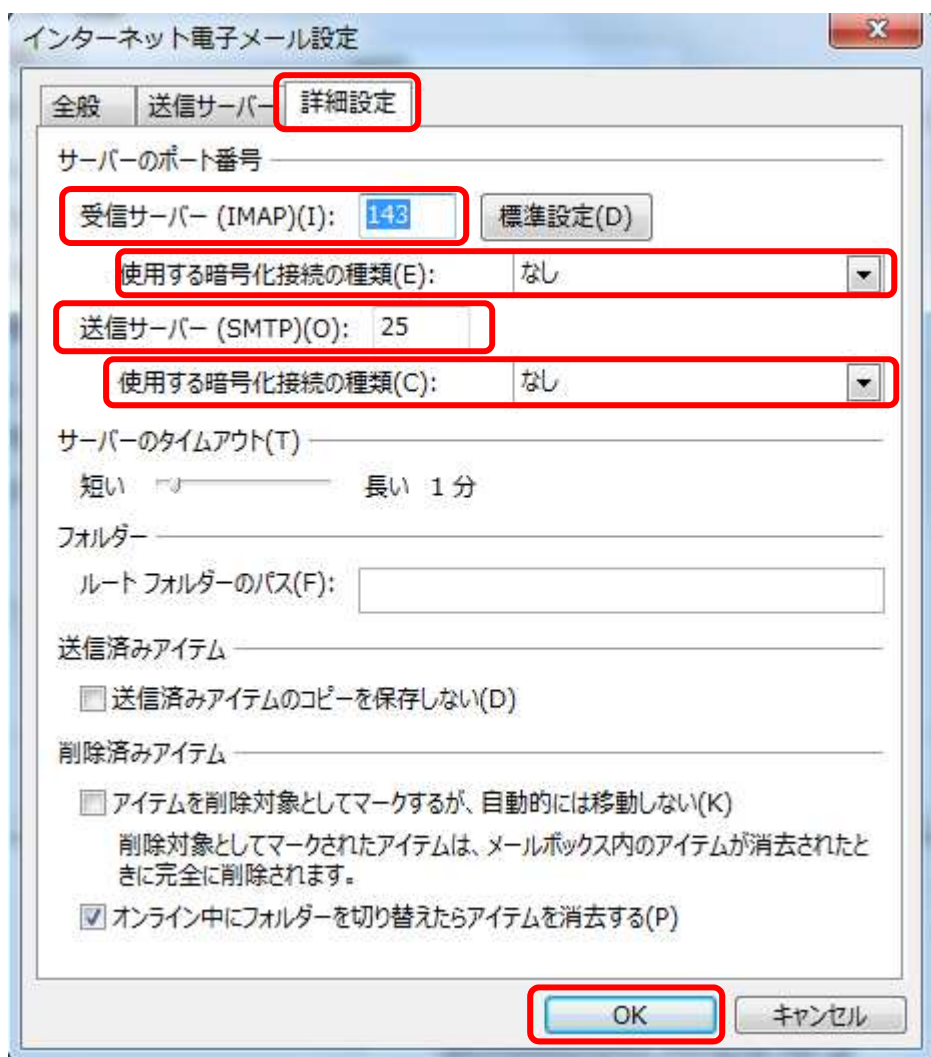 インターネット電子メール設定
全般 送信サーバー 詳細設定
サーバーのポート番号
受信サーバー (IMAP)(I): 143 標準設定(D)
使用する暗号化接続の種類(E): なし
送信サーバー (SMTP)(O): 25
使用する暗号化接続の種類(C): なし
サーバーのタイムアウト(T)
短い 長い 1 分
フォルダー
ルート フォルダーのパス(F):
送信済みアイテム
送信済みアイテムのコピーを保存しない(D)
削除済みアイテム
アイテムを削除対象としてマークするが、自動的には移動しない(K)
削除対象としてマークされたアイテムは、メールボックス内のアイテムが消去されたと
きに完全に削除されます。
オンライン中にフォルダーを切り替えたらアイテムを消去する(P)
OK キャンセル